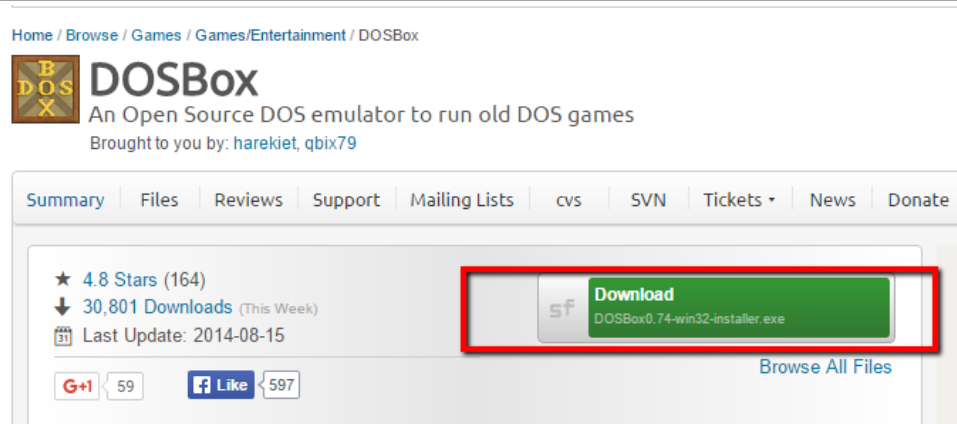 Home / Browse / Games / Games/Entertainment / DOSBox
B
DOS
X
DOSBox
An Open Source DOS emulator to run old DOS games
Brought to you by: harekiet, qbix79
Summary Files Reviews Support Mailing Lists cvs SVN Tickets News Donate
4.8 Stars (164)
30,801 Downloads (This Week)
31 Last Update: 2014-08-15
sf Download
DOSBox0.74-win32-installer.exe
Browse All Files
G+1 59 f Like 597